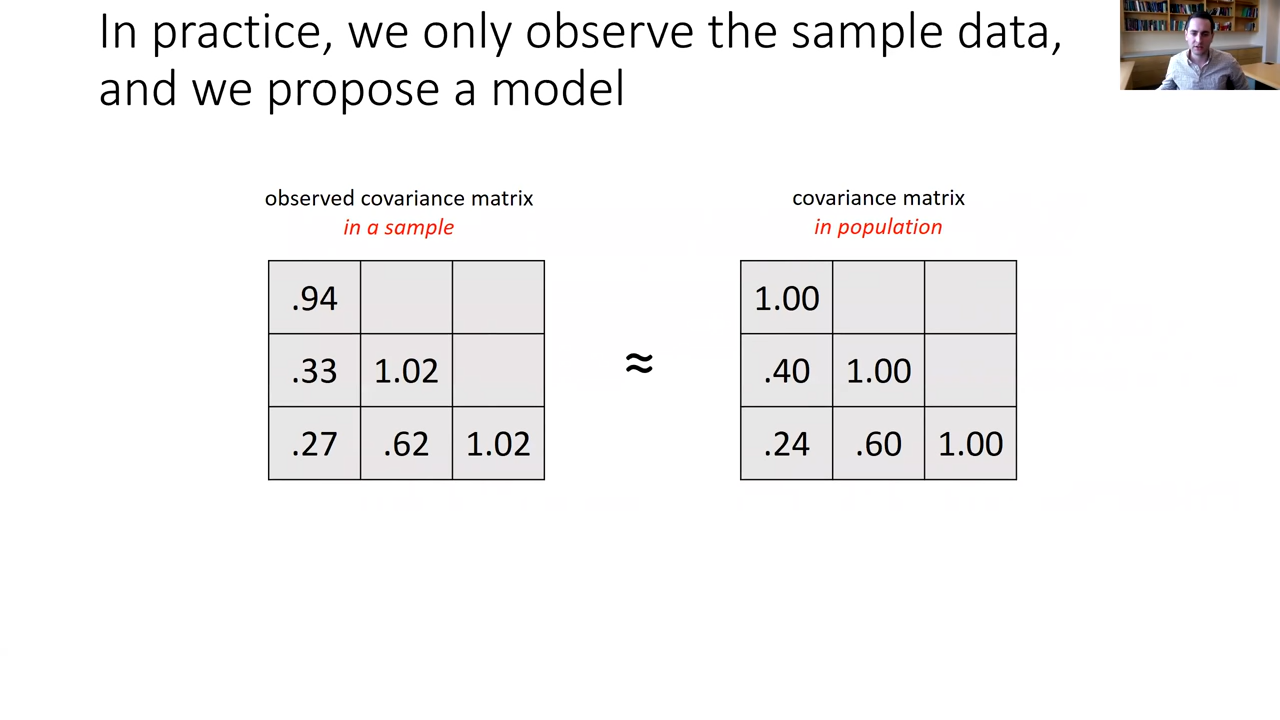 In practice, we only observe the sample data,
and we propose a model
observed covariance matrix
in a sample
.94
.33 1.02
.27 .62 1.02
≈
covariance matrix
in population
1.00
.40 1.00
.24 .60 1.00